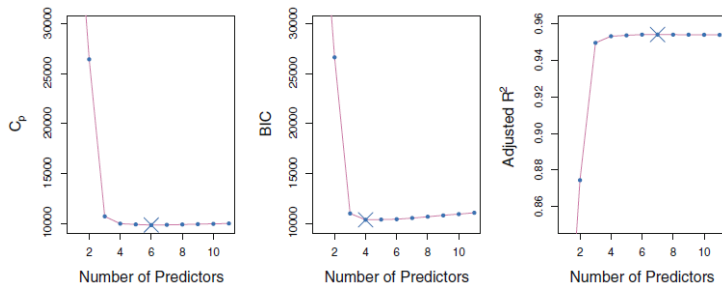 30000
25000
20000
15000
10000
Cp
2 4 6 8 10
Number of Predictors
30000
25000
20000
15000
10000
BIC
2 4 6 8 10
Number of Predictors
0.96
0.94
0.92
0.90
0.88
0.86
Adjusted R²
2 4 6 8 10
Number of Predictors